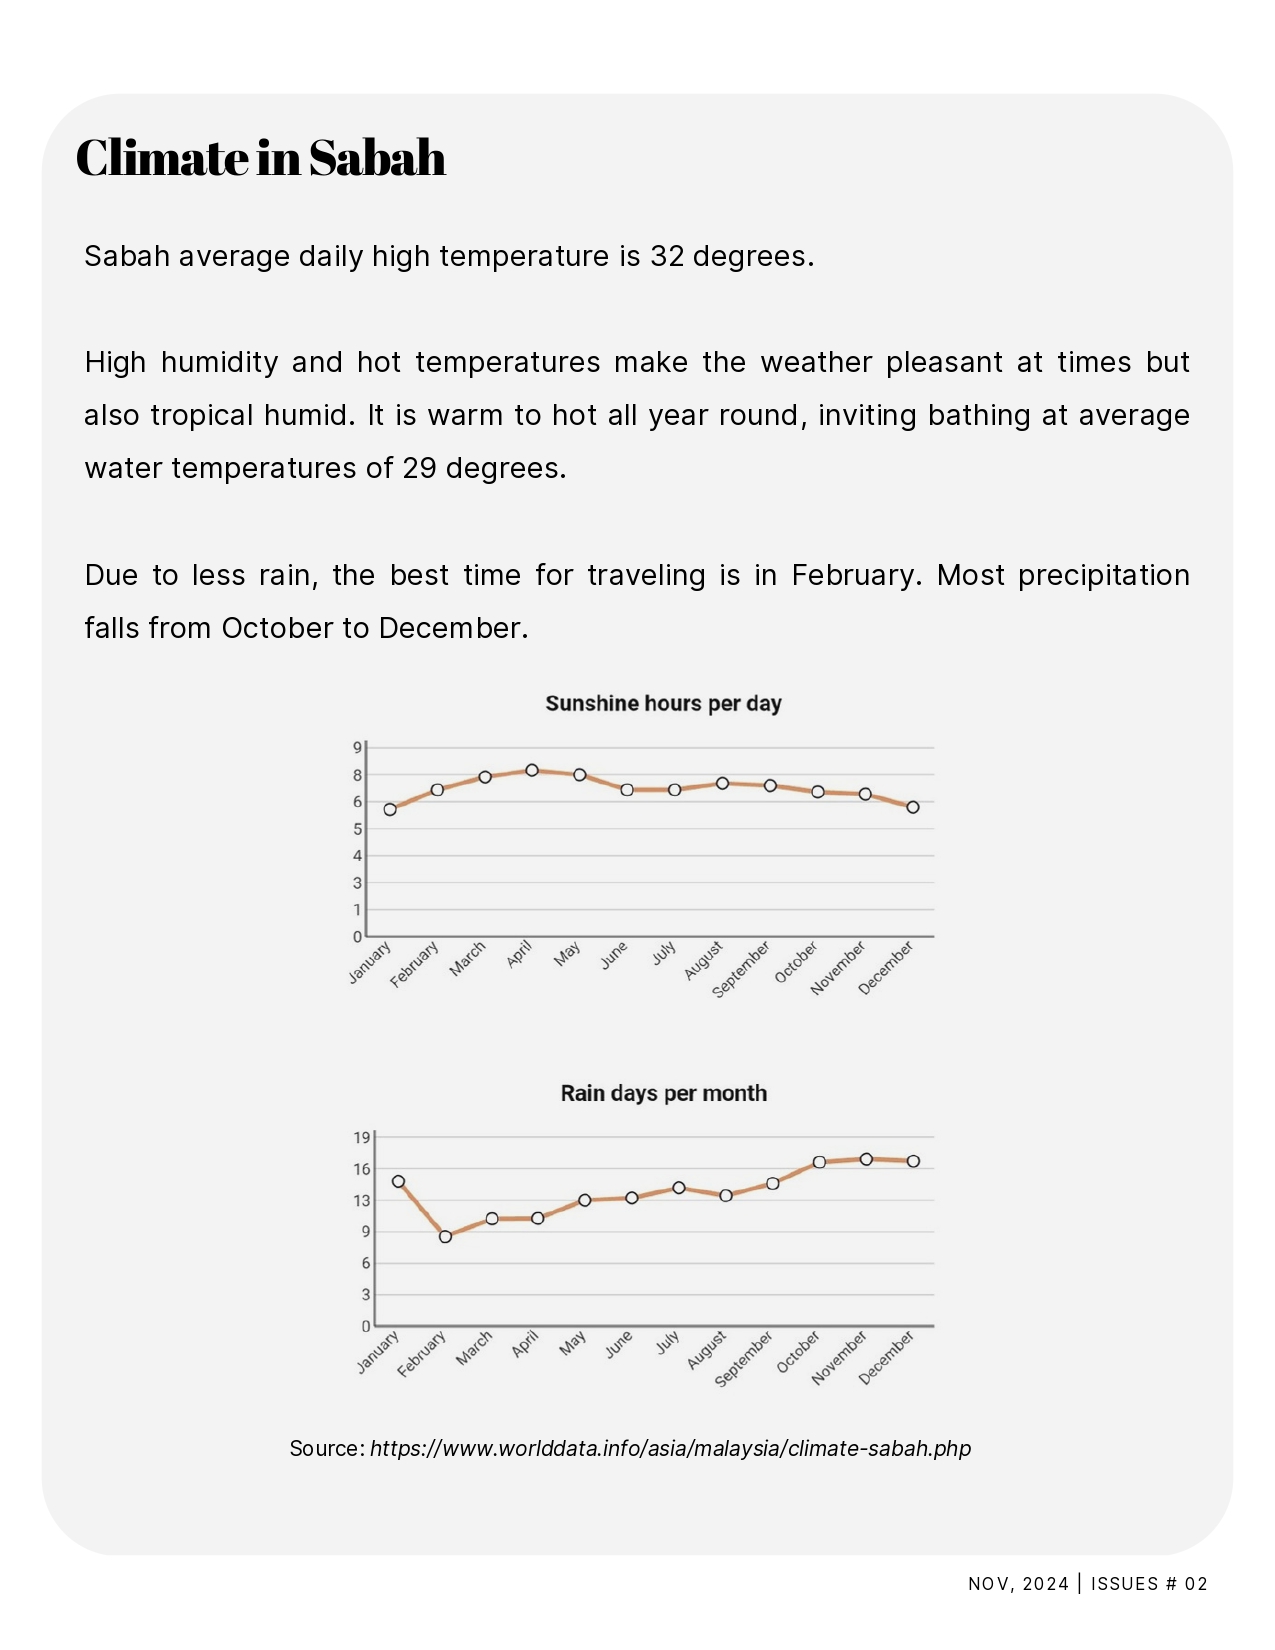 Climate in Sabah
Sabah average daily high temperature is 32 degrees.
High humidity and hot temperatures make the weather pleasant at times but
also tropical humid. It is warm to hot all year round, inviting bathing at average
water temperatures of 29 degrees.
Due to less rain, the best time for traveling is in February. Most precipitation
falls from October to December.
Sunshine hours per day
9
8
6
5
4
3
1
0
January February March April May June July August September October November December
Rain days per month
19
16
13
9
6
3
0
January February March April May June July August September October November December
Source: https://www.worlddata.info/asia/malaysia/climate-sabah.php
NOV, 2024 | ISSUES # 02